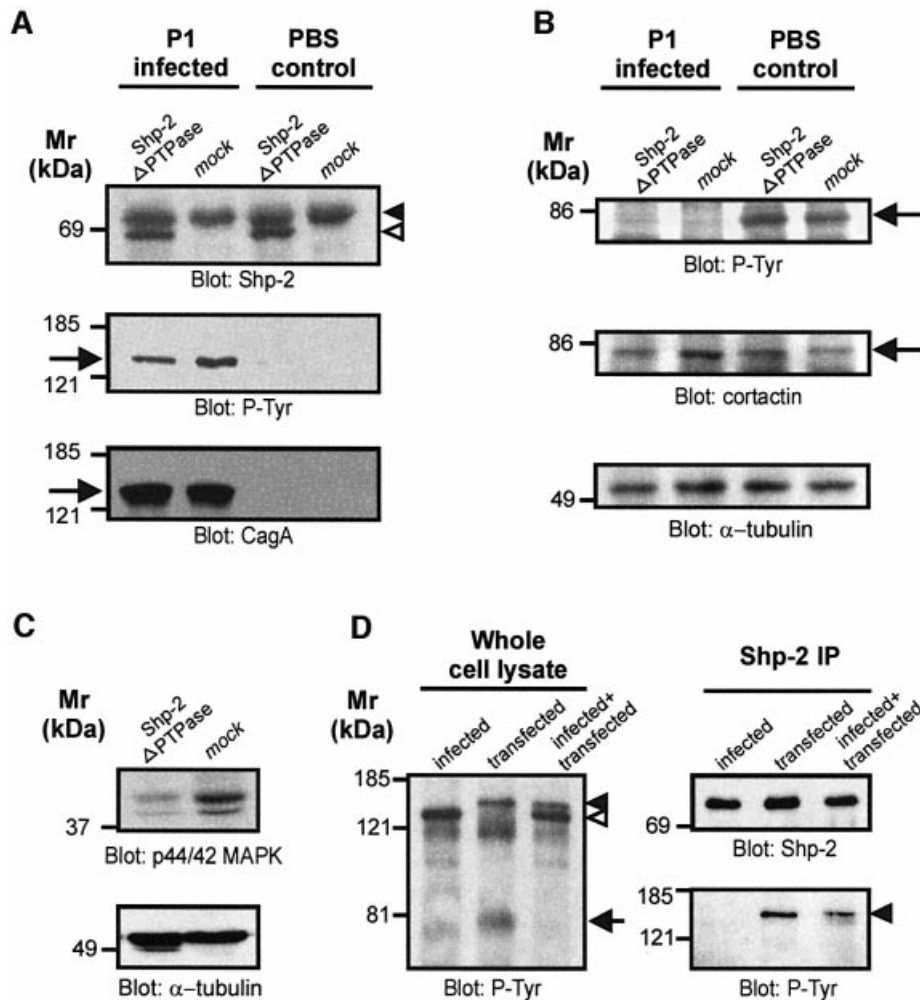 A
P1
infected
PBS
control
Mr
(kDa)
Shp-2
ΔPTPase
mock
Shp-2
ΔPTPase
mock
69
Blot: Shp-2
185
121
Blot: P-Tyr
185
121
Blot: CagA
B
P1
infected
PBS
control
Mr
(kDa)
Shp-2
ΔPTPase
mock
Shp-2
ΔPTPase
mock
86
Blot: P-Tyr
86
Blot: cortactin
49
Blot: α–tubulin
C
Mr
(kDa)
Shp-2
ΔPTPase
mock
37
Blot: p44/42 MAPK
49
Blot: α–tubulin
D
Whole
cell lysate
Mr
(kDa)
infected
transfected
infected+
transfected
185
121
81
Blot: P-Tyr
Shp-2 IP
infected
transfected
infected+
transfected
69
Blot: Shp-2
185
121
Blot: P-Tyr